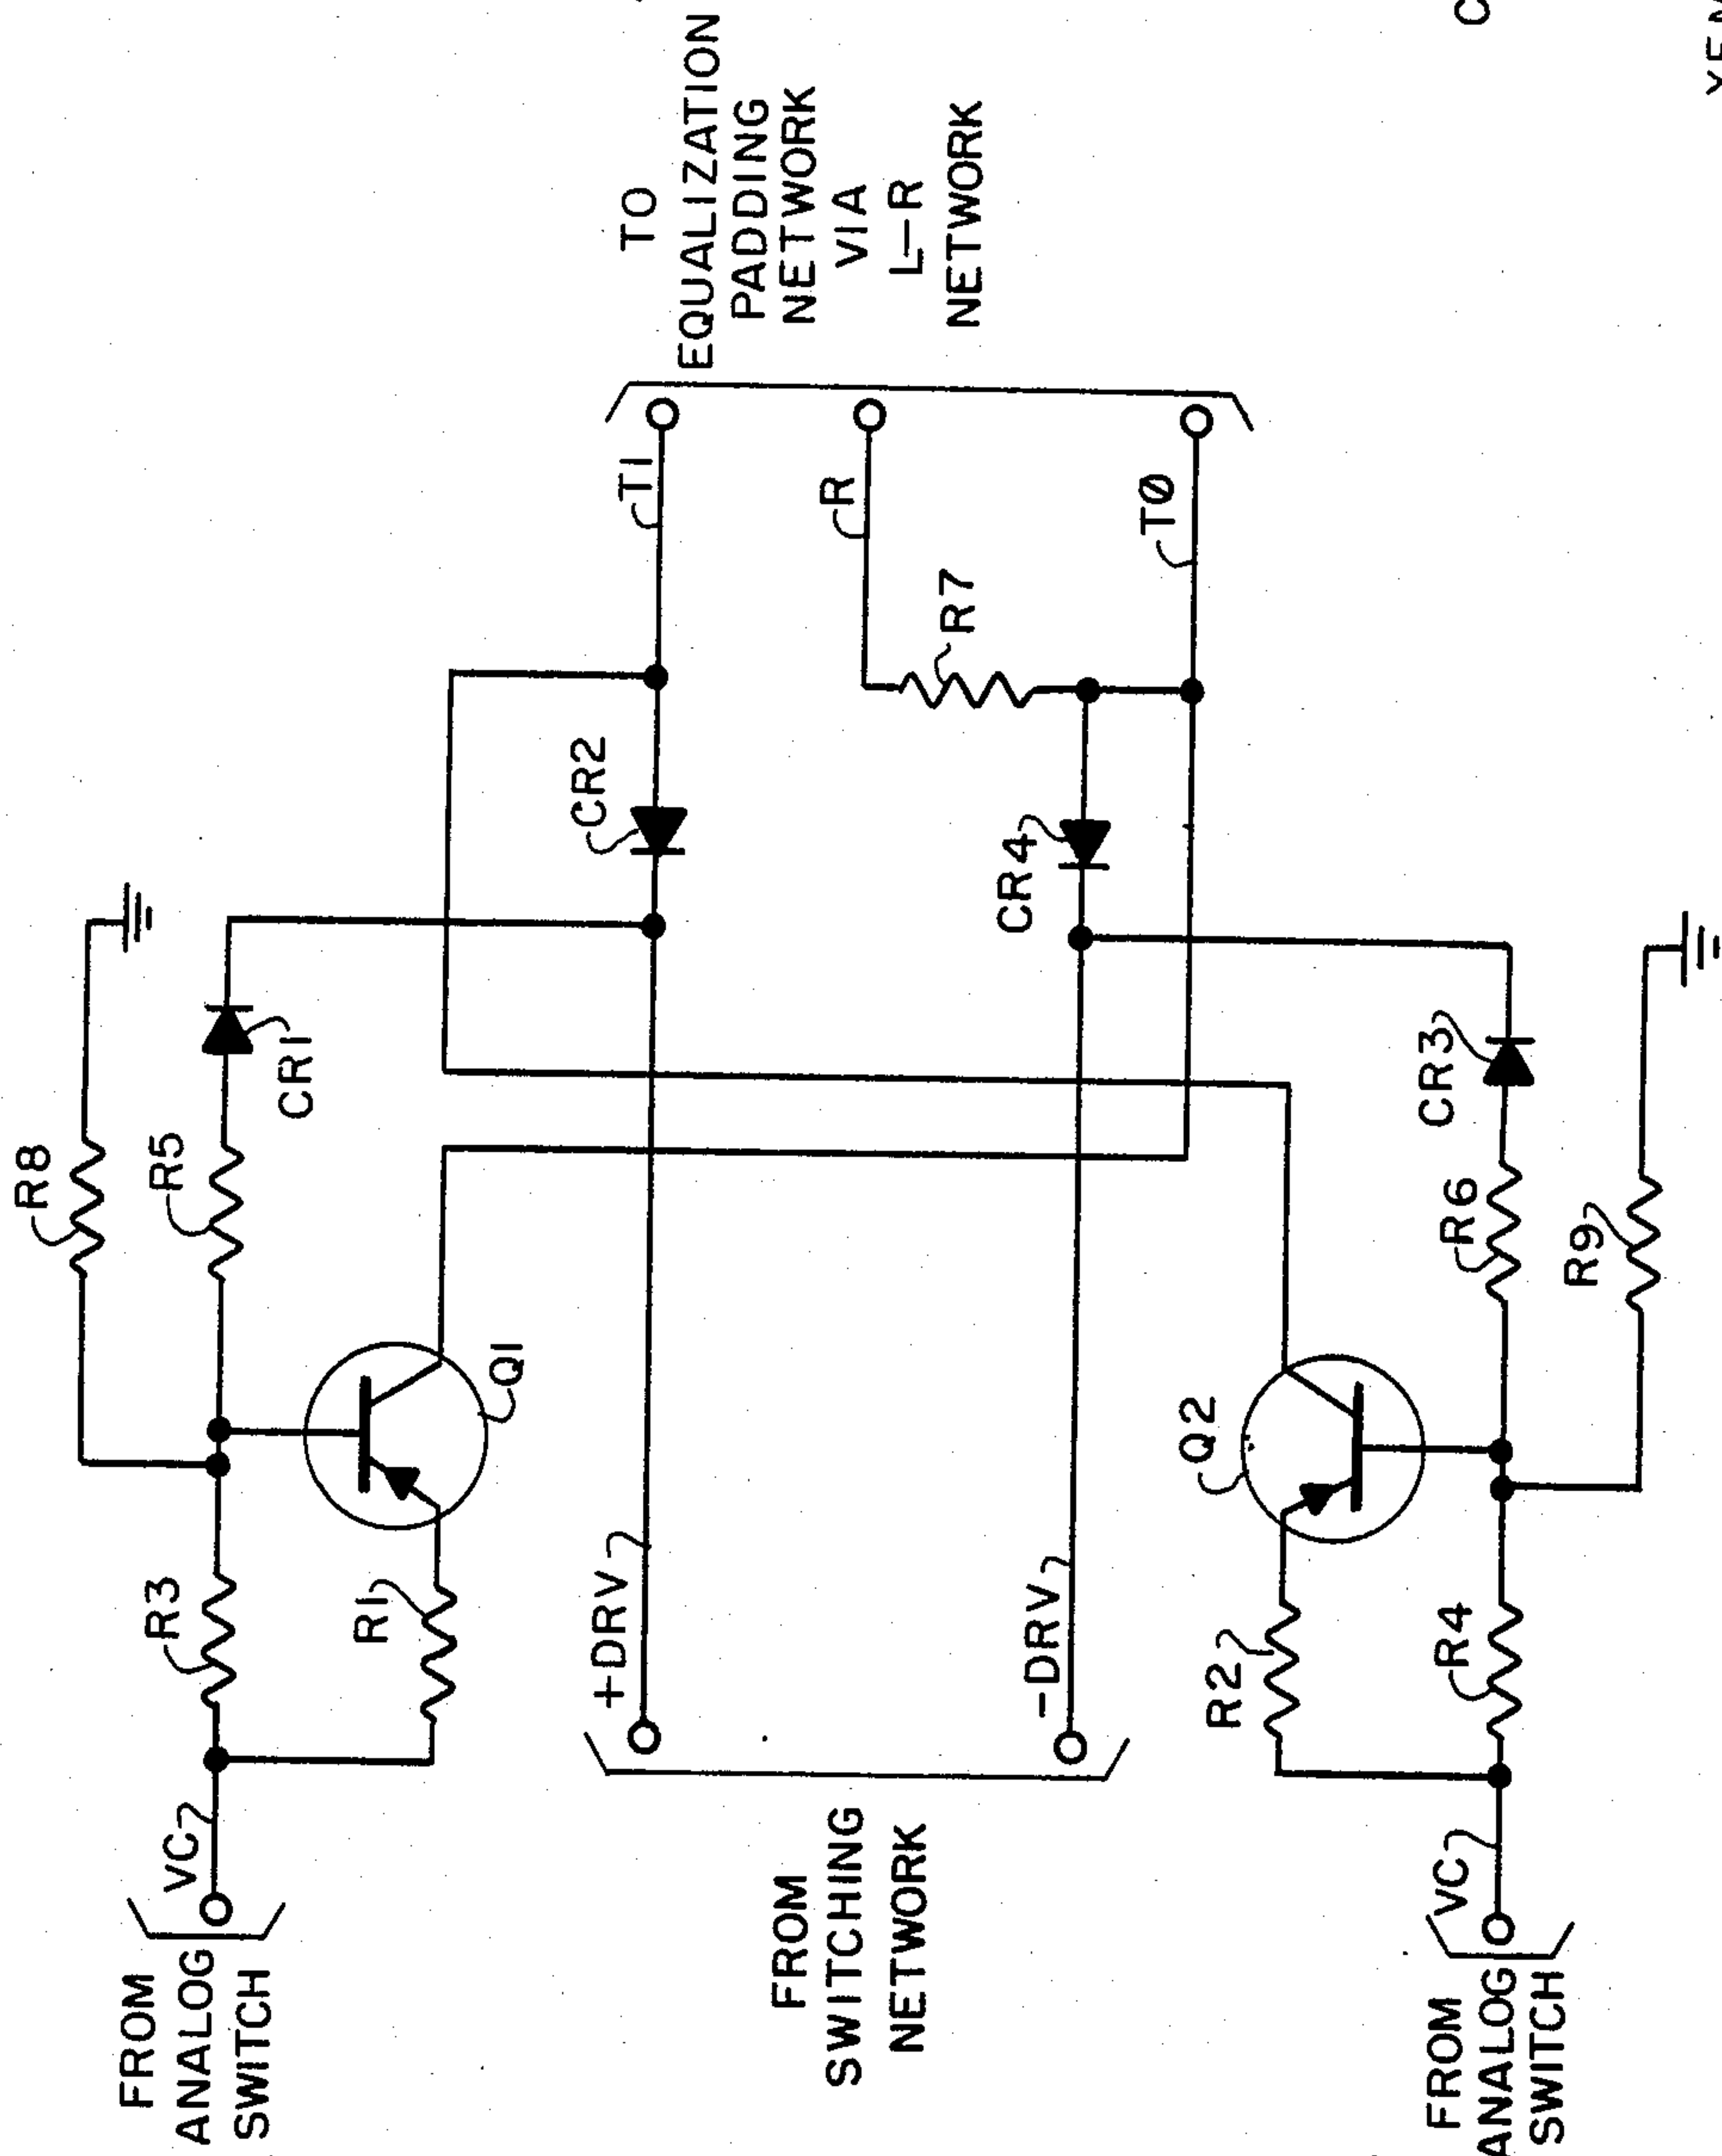 FROM
ANALOG
SWITCH
VC
R3
R1
R8
R5
CR1
Q1
FROM
SWITCHING
NETWORK
+DRV
-DRV
CR2
CR4
R7
T1
R
TØ
TO
EQUALIZATION
PADDING
NETWORK
VIA
L-R
NETWORK
FROM
ANALOG
SWITCH
VC
R2
R4
Q2
R6
R9
CR3
C